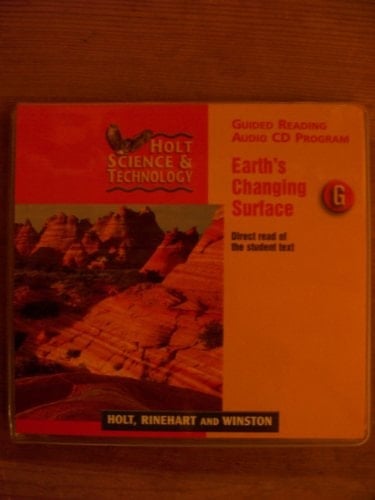 HOLT
SCIENCE &
TECHNOLOGY
GUIDED READING
AUDIO CD PROGRAM
Earth's
Changing
Surface
G
Direct read of
the student text
HOLT, RINEHART AND WINSTON